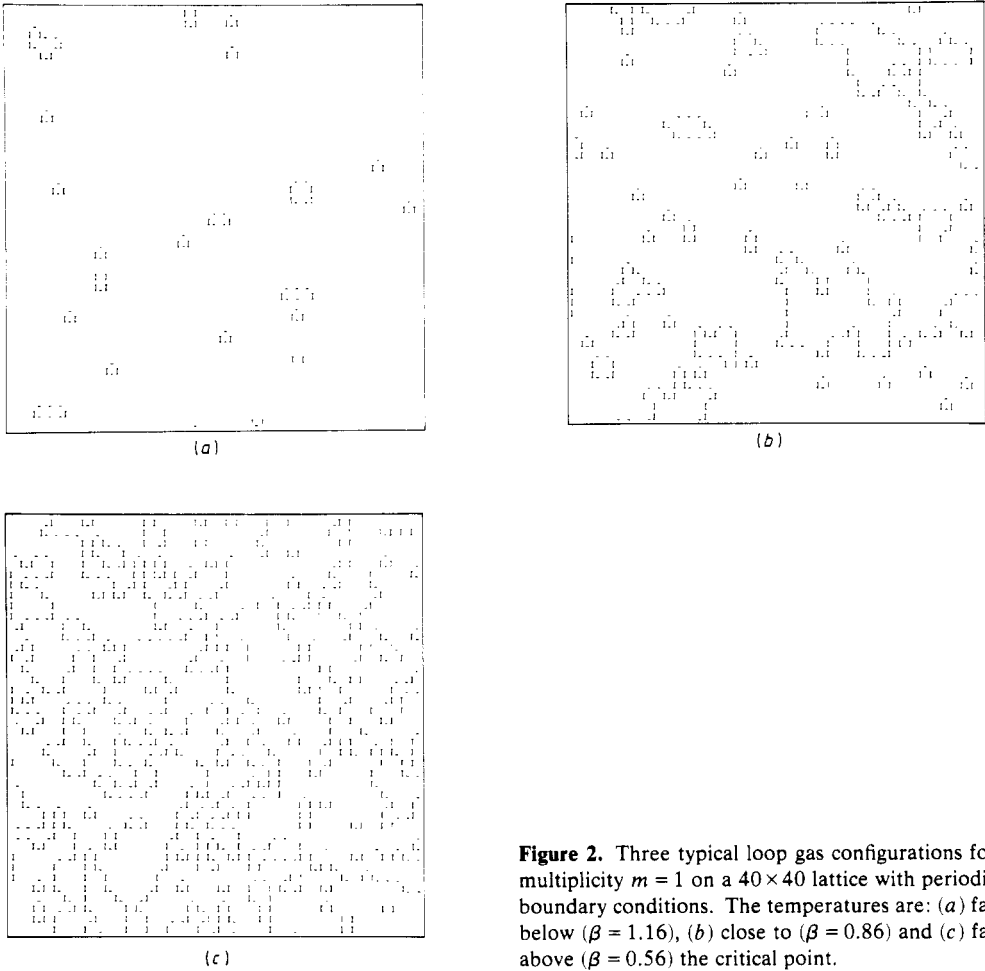 (a)
(b)
(c)
Figure 2. Three typical loop gas configurations fo
multiplicity m = 1 on a 40 × 40 lattice with periodi
boundary conditions. The temperatures are: (a) fa
below (β = 1.16), (b) close to (β = 0.86) and (c) fa
above (β = 0.56) the critical point.